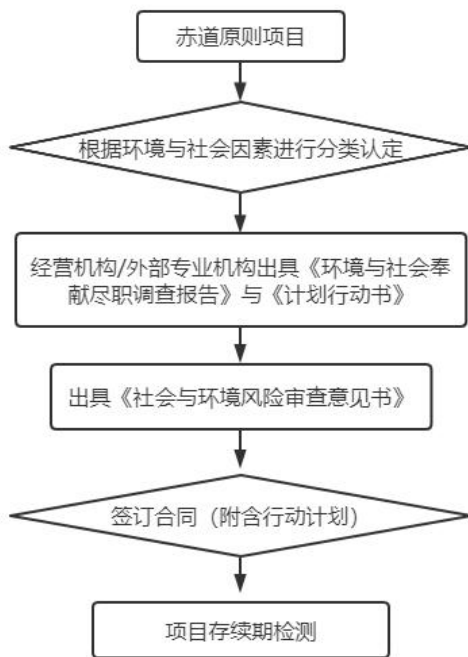 赤道原则项目
根据环境与社会因素进行分类认定
经营机构/外部专业机构出具《环境与社会奉
献尽职调查报告》与《计划行动书》
出具《社会与环境风险审查意见书》
签订合同（附含行动计划）
项目存续期检测